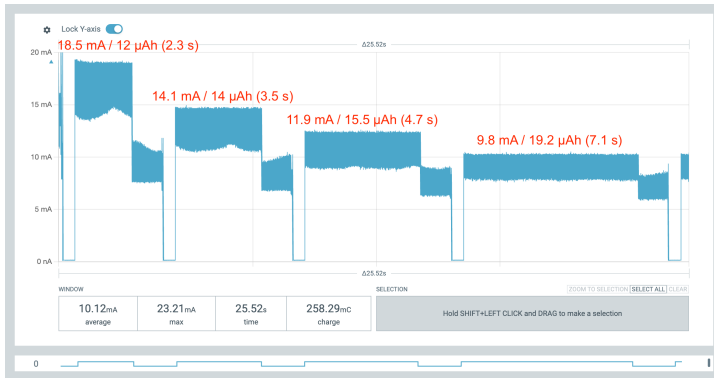 Lock Y-axis
18.5 mA / 12 µAh (2.3 s)
Δ25.52s
20 mA
14.1 mA / 14 µAh (3.5 s)
15 mA
11.9 mA / 15.5 µAh (4.7 s)
9.8 mA / 19.2 µAh (7.1 s)
10 mA
5 mA
0 nA
Δ25.52s
WINDOW
SELECTION
ZOOM TO SELECTION SELECT ALL CLEAR
10.12mA 23.21mA 25.52s 258.29mC
average max time charge
Hold SHIFT+LEFT CLICK and DRAG to make a selection
0